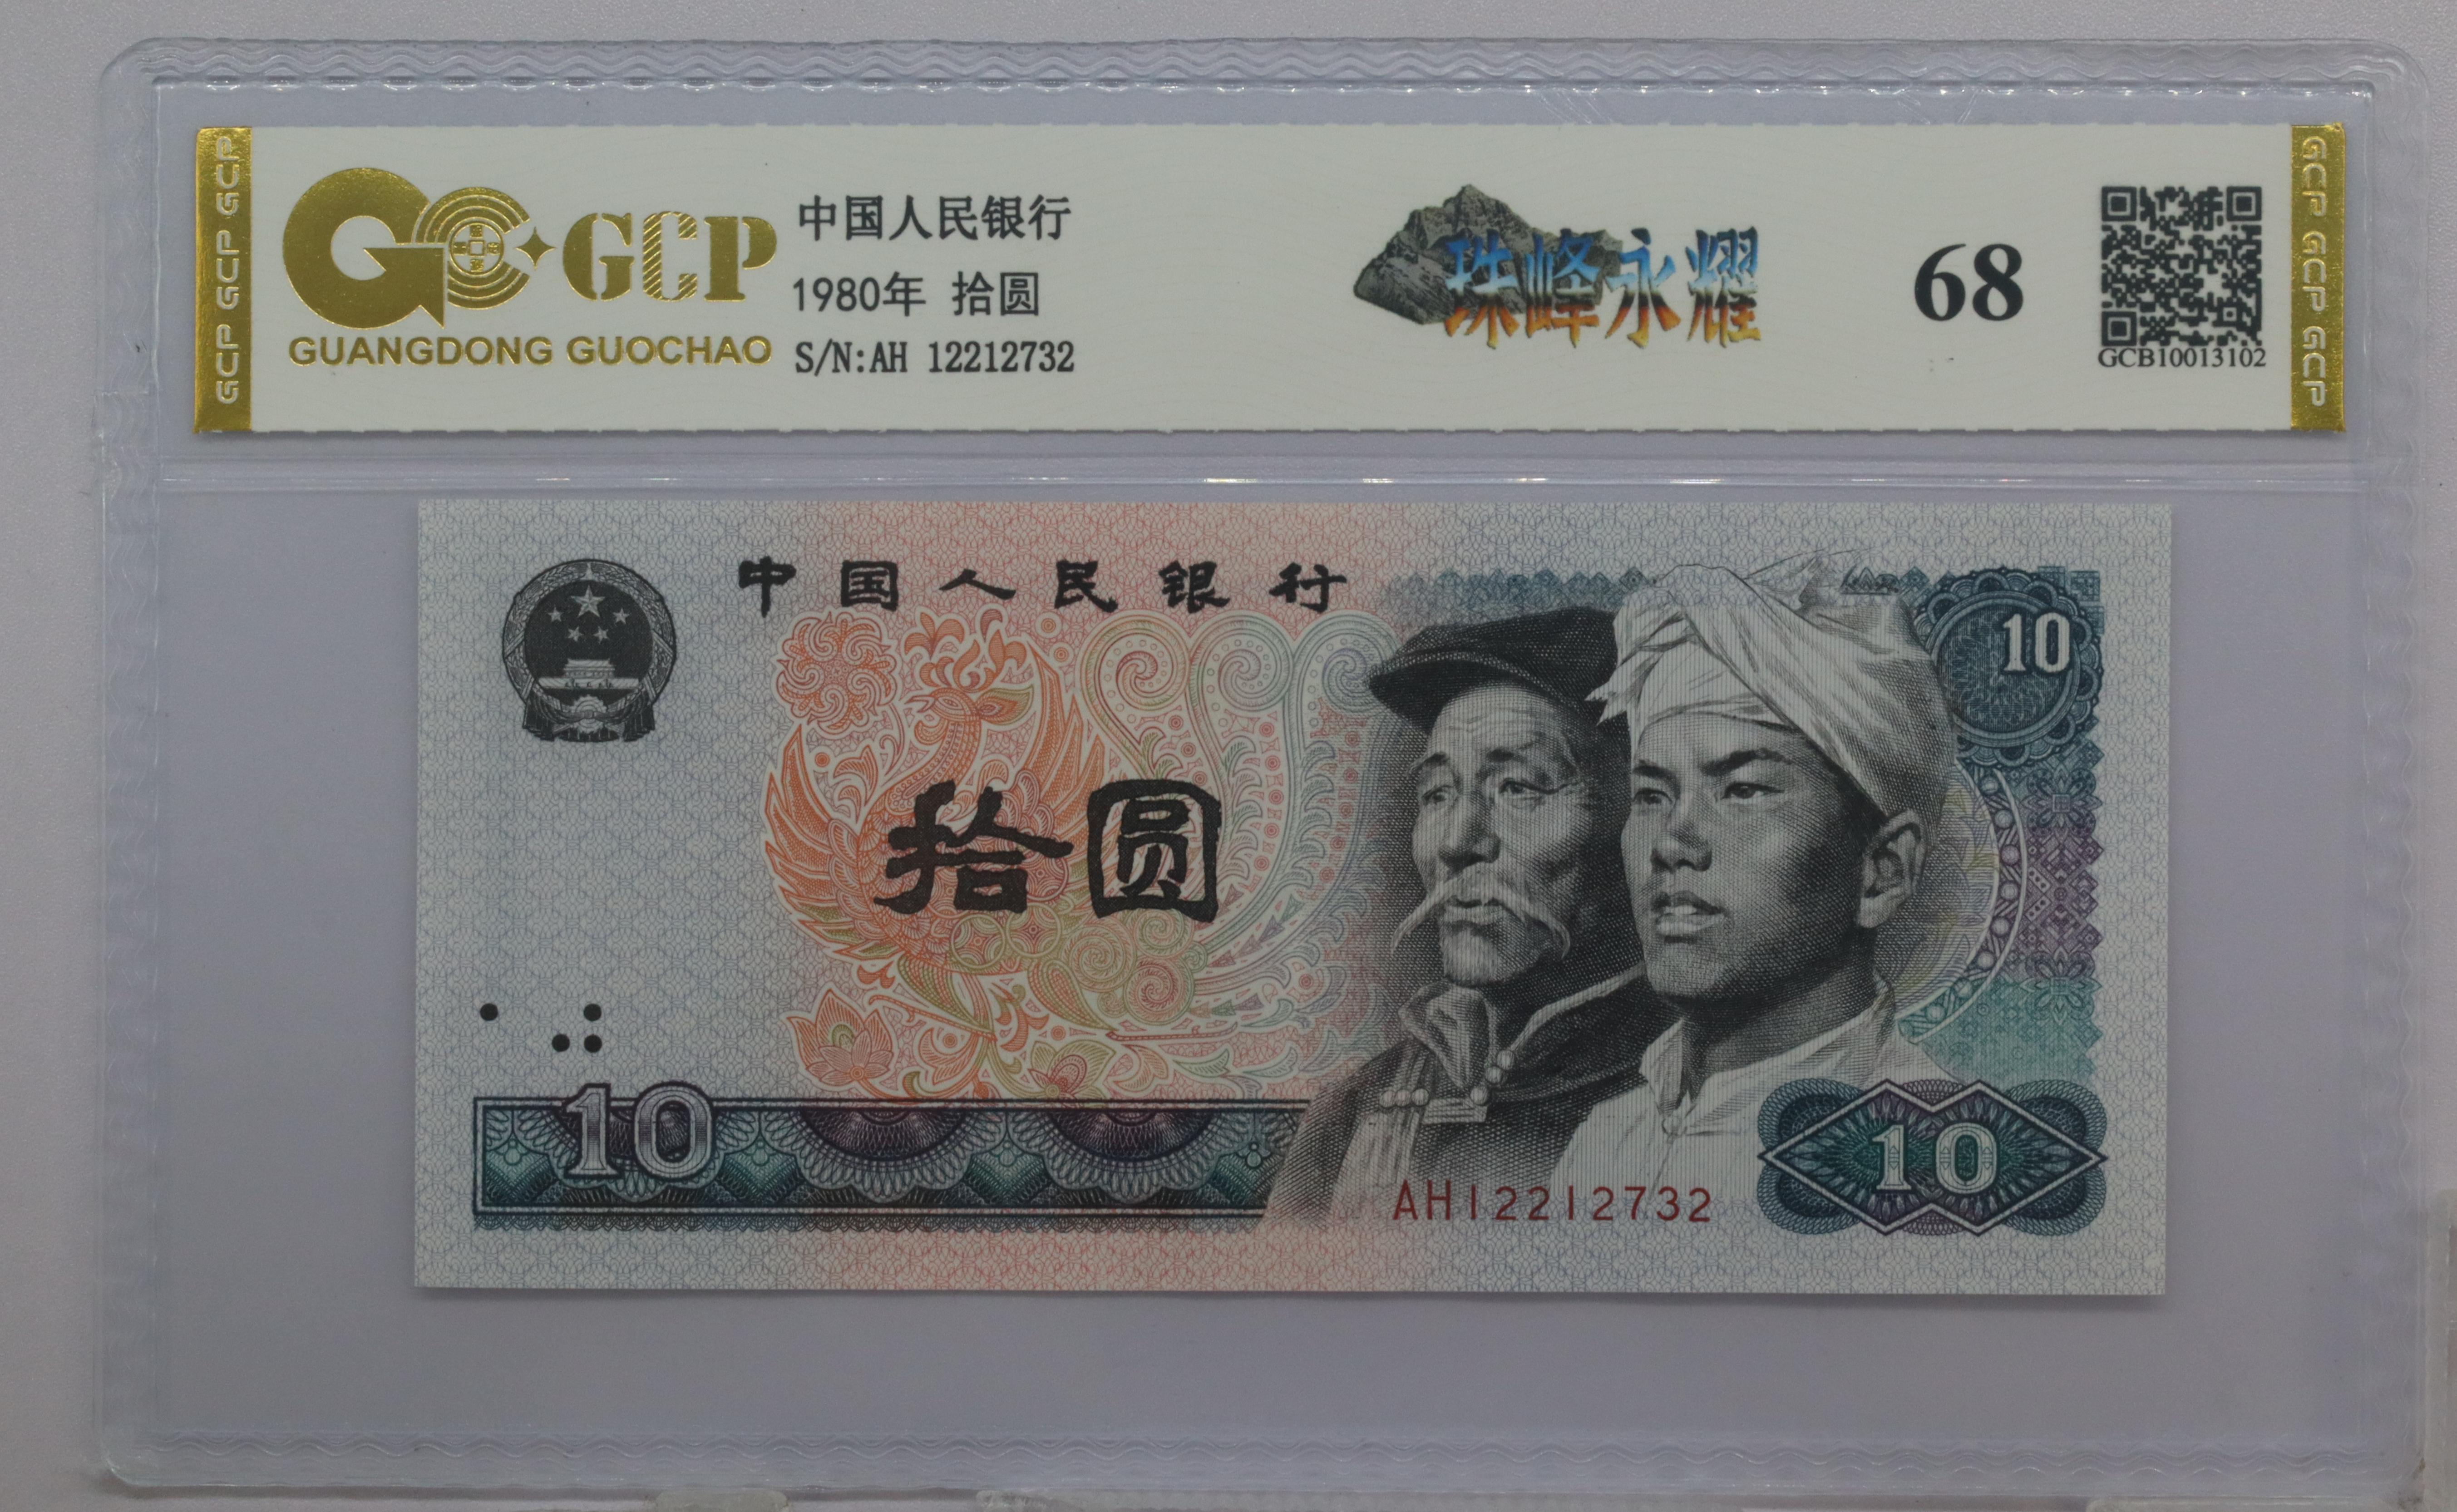 GCP GCP GCP
GCP
GUANGDONG GUOCHAO
中国人民银行
1980年 拾圆
S/N:AH 12212732
珠峰永耀
68
GCB10013102
GCP GCP GCP
中国人民银行
10
拾圆
10
AH12212732
10